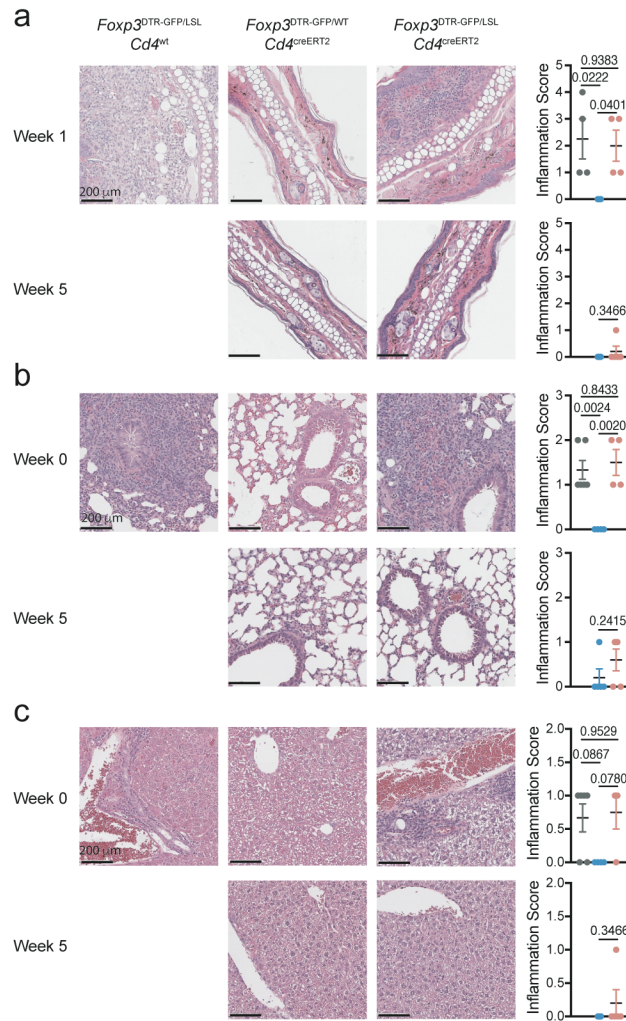 a
Foxp3DTR-GFP/LSL Foxp3DTR-GFP/WT Foxp3DTR-GFP/LSL
Cd4wt Cd4creERT2 Cd4creERT2
Week 1
200 μm
Inflammation Score
5
4
3
2
1
0
0.9383
0.0222
0.0401
Week 5
Inflammation Score
5
4
3
2
1
0
0.3466
b
Week 0
200 μm
Inflammation Score
3
2
1
0
0.8433
0.0024
0.0020
Week 5
Inflammation Score
3
2
1
0
0.2415
c
Week 0
200 μm
Inflammation Score
2.0
1.5
1.0
0.5
0.0
0.9529
0.0867
0.0780
Week 5
Inflammation Score
2.0
1.5
1.0
0.5
0.0
0.3466